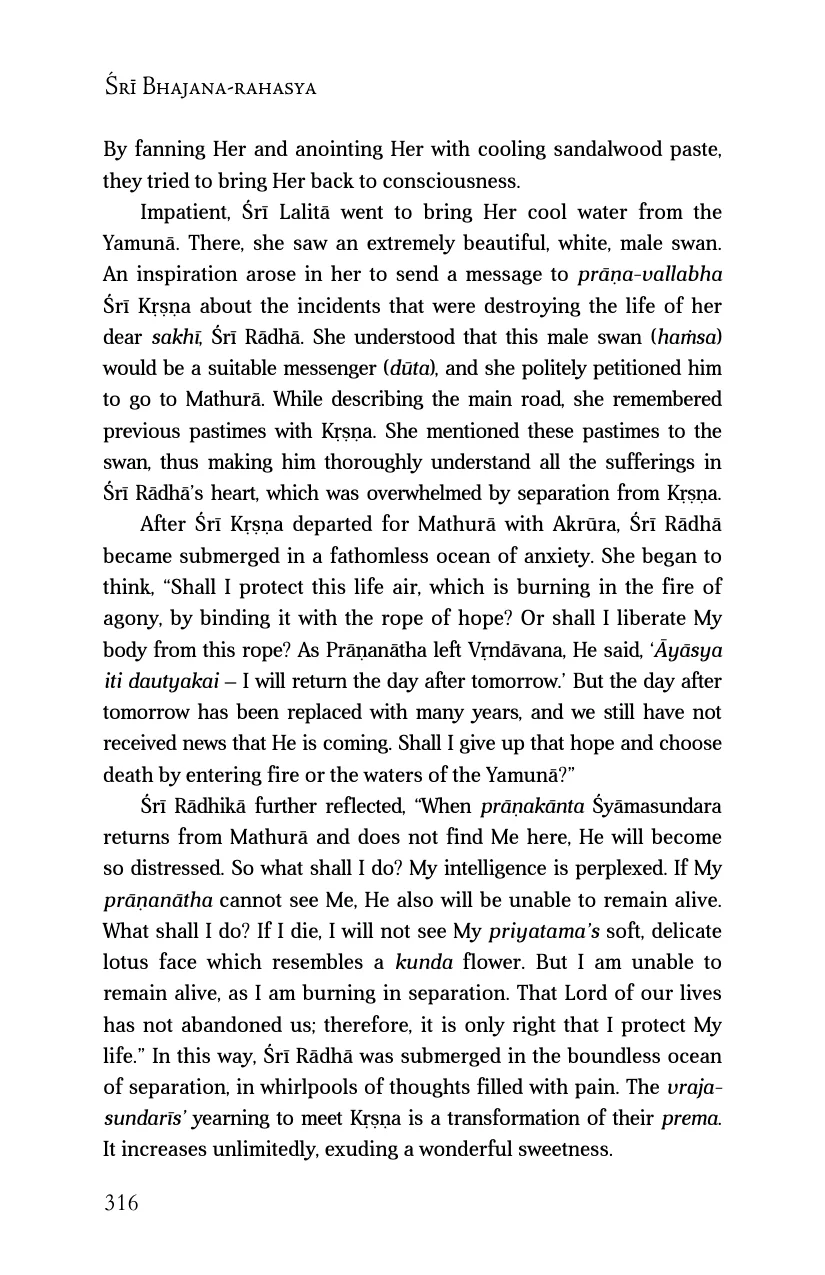 Śrī Bhajana-rahasya
By fanning Her and anointing Her with cooling sandalwood paste,
they tried to bring Her back to consciousness.
Impatient, Śrī Lalitā went to bring Her cool water from the
Yamunā. There, she saw an extremely beautiful, white, male swan.
An inspiration arose in her to send a message to prāṇa-vallabha
Śrī Kṛṣṇa about the incidents that were destroying the life of her
dear sakhī, Śrī Rādhā. She understood that this male swan (haṁsa)
would be a suitable messenger (dūta), and she politely petitioned him
to go to Mathurā. While describing the main road, she remembered
previous pastimes with Kṛṣṇa. She mentioned these pastimes to the
swan, thus making him thoroughly understand all the sufferings in
Śrī Rādhā’s heart, which was overwhelmed by separation from Kṛṣṇa.
After Śrī Kṛṣṇa departed for Mathurā with Akrūra, Śrī Rādhā
became submerged in a fathomless ocean of anxiety. She began to
think, “Shall I protect this life air, which is burning in the fire of
agony, by binding it with the rope of hope? Or shall I liberate My
body from this rope? As Prāṇanātha left Vṛndāvana, He said, ‘Āyāsya
iti dautyakai – I will return the day after tomorrow.’ But the day after
tomorrow has been replaced with many years, and we still have not
received news that He is coming. Shall I give up that hope and choose
death by entering fire or the waters of the Yamunā?”
Śrī Rādhikā further reflected, “When prāṇakānta Śyāmasundara
returns from Mathurā and does not find Me here, He will become
so distressed. So what shall I do? My intelligence is perplexed. If My
prāṇanātha cannot see Me, He also will be unable to remain alive.
What shall I do? If I die, I will not see My priyatama’s soft, delicate
lotus face which resembles a kunda flower. But I am unable to
remain alive, as I am burning in separation. That Lord of our lives
has not abandoned us; therefore, it is only right that I protect My
life.” In this way, Śrī Rādhā was submerged in the boundless ocean
of separation, in whirlpools of thoughts filled with pain. The vraja-
sundarīs’ yearning to meet Kṛṣṇa is a transformation of their prema.
It increases unlimitedly, exuding a wonderful sweetness.
316